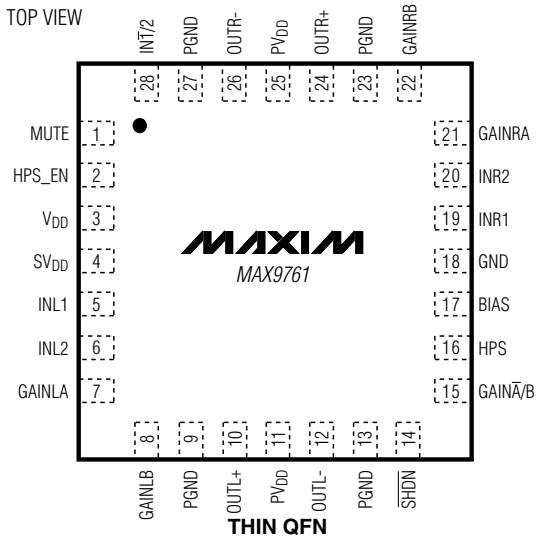 TOP VIEW
IN1̅/2
PGND
OUTR-
PVDD
OUTR+
PGND
GAINRB
28
27
26
25
24
23
22
MUTE 1
HPS_EN 2
VDD 3
SVDD 4
INL1 5
INL2 6
GAINLA 7
21 GAINRA
20 INR2
19 INR1
18 GND
17 BIAS
16 HPS
15 GAINA̅/B
MAXIM
MAX9761
8
9
10
11
12
13
14
GAINLB
PGND
OUTL+
PVDD
OUTL-
PGND
S̅H̅D̅N̅
THIN QFN